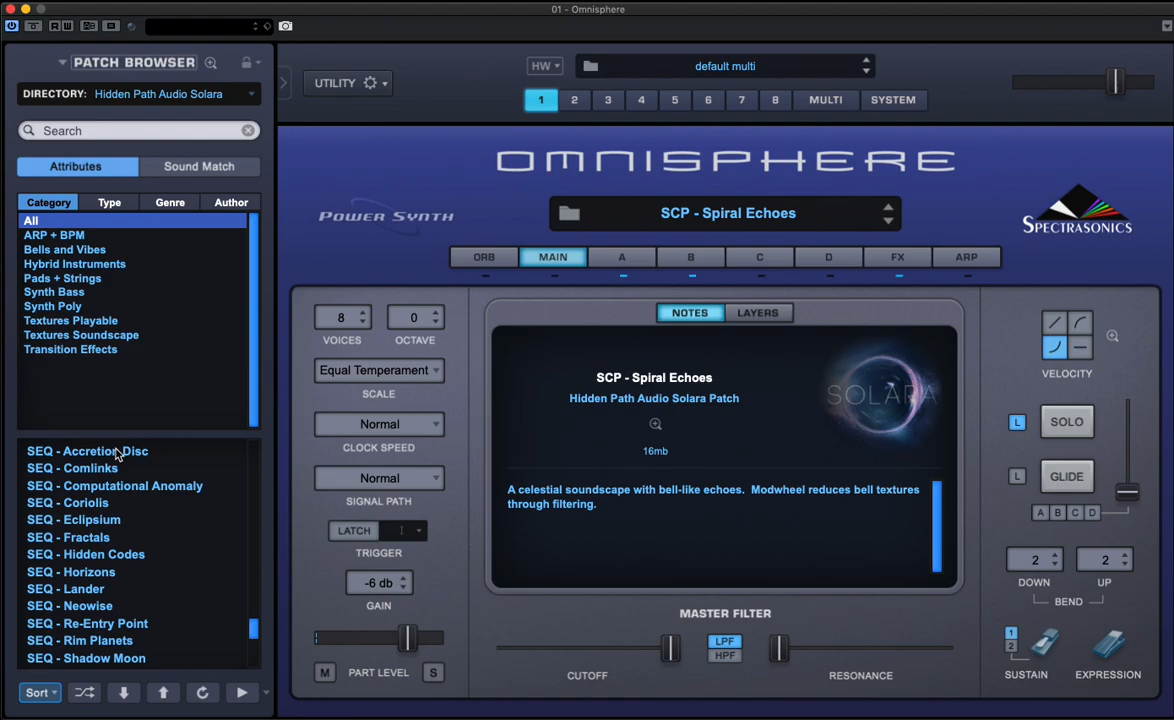 01 - Omnisphere
R W
PATCH BROWSER
DIRECTORY: Hidden Path Audio Solara
Search
Attributes
Sound Match
Category
Type
Genre
Author
All
ARP + BPM
Bells and Vibes
Hybrid Instruments
Pads + Strings
Synth Bass
Synth Poly
Textures Playable
Textures Soundscape
Transition Effects
SEQ - Accretion Disc
SEQ - Comlinks
SEQ - Computational Anomaly
SEQ - Coriolis
SEQ - Eclipsium
SEQ - Fractals
SEQ - Hidden Codes
SEQ - Horizons
SEQ - Lander
SEQ - Neowise
SEQ - Re-Entry Point
SEQ - Rim Planets
SEQ - Shadow Moon
Sort
UTILITY
HW
default multi
1 2 3 4 5 6 7 8 MULTI SYSTEM
OMNISPHERE
POWER SYNTH
SCP - Spiral Echoes
SPECTRASONICS
ORB MAIN A B C D FX ARP
8
VOICES
0
OCTAVE
Equal Temperament
SCALE
Normal
CLOCK SPEED
Normal
SIGNAL PATH
LATCH
TRIGGER
-6 db
GAIN
M PART LEVEL S
NOTES LAYERS
SCP - Spiral Echoes
Hidden Path Audio Solara Patch
16mb
SOLARA
A celestial soundscape with bell-like echoes. Modwheel reduces bell textures
through filtering.
MASTER FILTER
LPF
HPF
CUTOFF
RESONANCE
VELOCITY
L SOLO
L GLIDE
A B C D
2
DOWN
2
UP
BEND
1
2
SUSTAIN
EXPRESSION